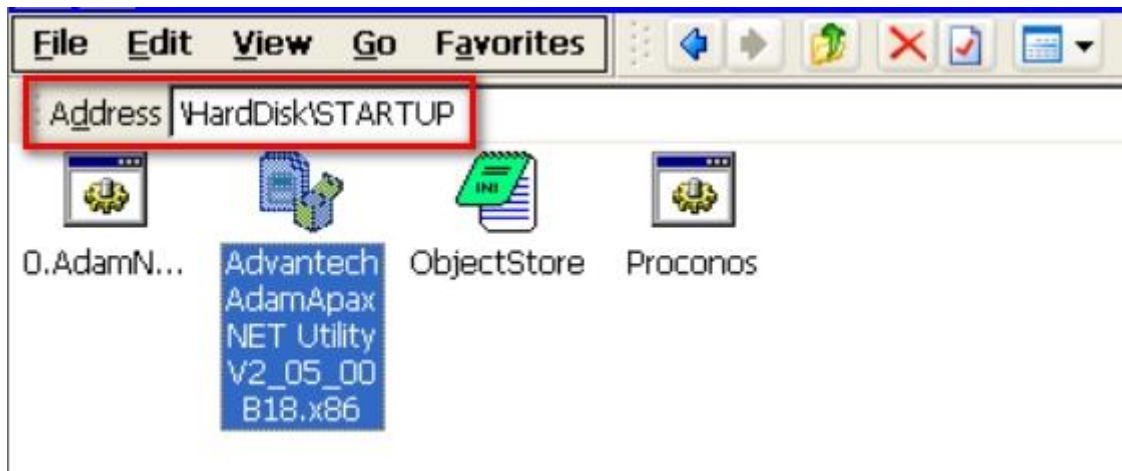 File Edit View Go Favorites
Address \HardDisk\STARTUP
INI
0.AdamN... Advantech ObjectStore Proconos
AdamApax
NET Utility
V2_05_00
B18.x86